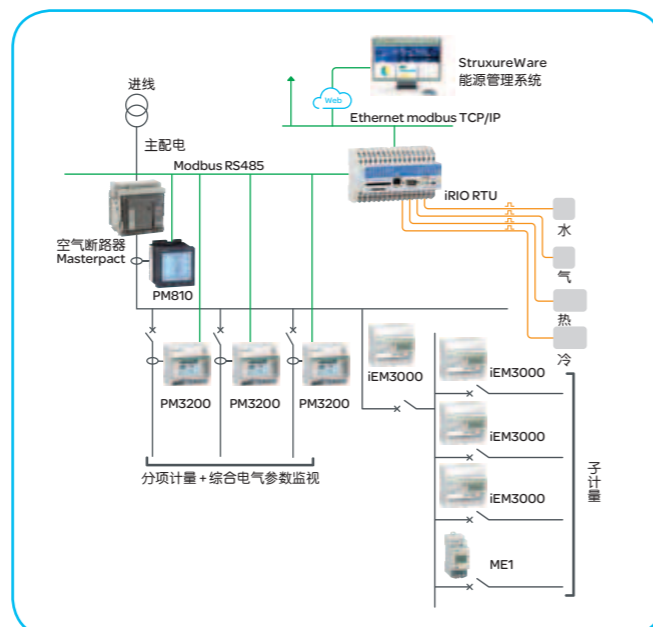 StruxureWare
能源管理系统
进线
Web
Ethernet modbus TCP/IP
主配电
Modbus RS485
iRIO RTU
水
空气断路器
Masterpact
气
PM810
热
冷
iEM3000
iEM3000
PM3200
PM3200
PM3200
iEM3000
子计量
分项计量 + 综合电气参数监视
iEM3000
ME1